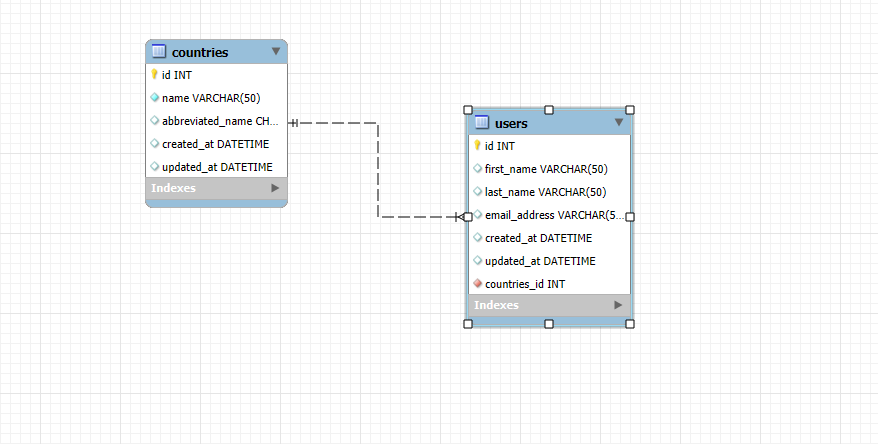 countries
id INT
name VARCHAR(50)
abbreviated_name CH...
created_at DATETIME
updated_at DATETIME
Indexes
users
id INT
first_name VARCHAR(50)
last_name VARCHAR(50)
email_address VARCHAR(5...
created_at DATETIME
updated_at DATETIME
countries_id INT
Indexes